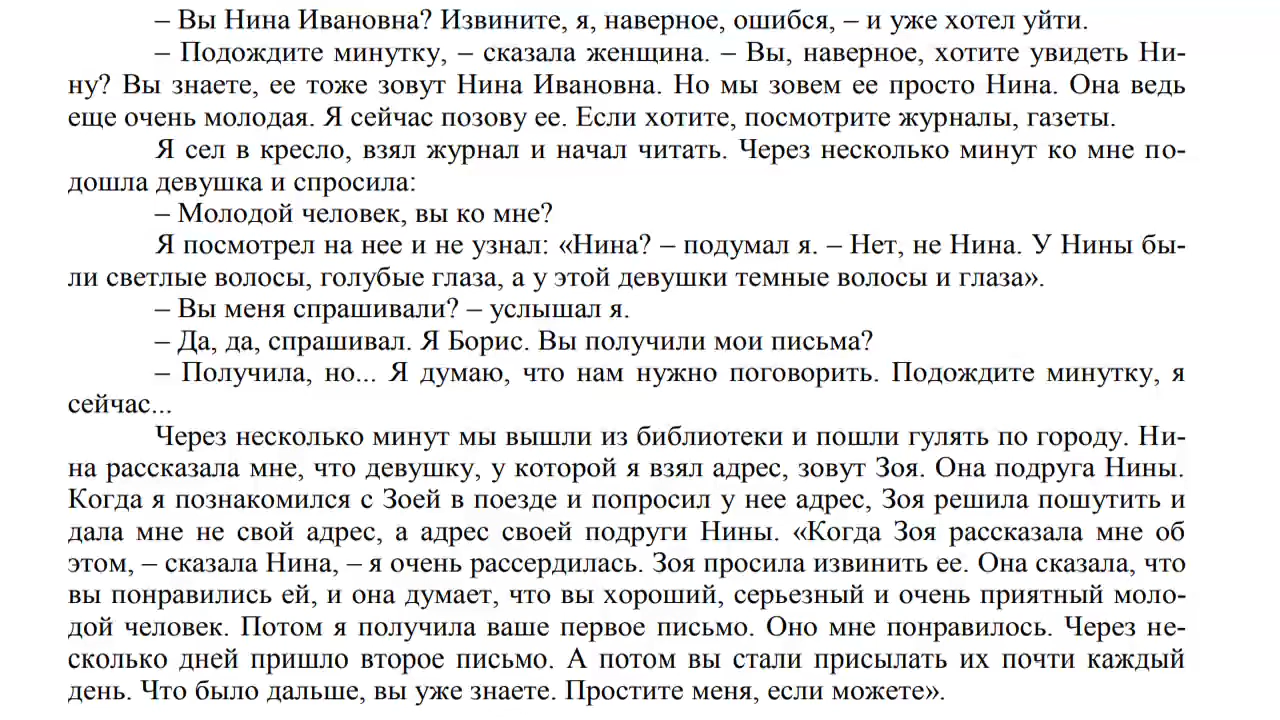 – Вы Нина Ивановна? Извините, я, наверное, ошибся, – и уже хотел уйти.
– Подождите минутку, – сказала женщина. – Вы, наверное, хотите увидеть Ни-
ну? Вы знаете, ее тоже зовут Нина Ивановна. Но мы зовем ее просто Нина. Она ведь
еще очень молодая. Я сейчас позову ее. Если хотите, посмотрите журналы, газеты.
Я сел в кресло, взял журнал и начал читать. Через несколько минут ко мне по-
дошла девушка и спросила:
– Молодой человек, вы ко мне?
Я посмотрел на нее и не узнал: «Нина? – подумал я. – Нет, не Нина. У Нины бы-
ли светлые волосы, голубые глаза, а у этой девушки темные волосы и глаза».
– Вы меня спрашивали? – услышал я.
– Да, да, спрашивал. Я Борис. Вы получили мои письма?
– Получила, но... Я думаю, что нам нужно поговорить. Подождите минутку, я
сейчас...
Через несколько минут мы вышли из библиотеки и пошли гулять по городу. Ни-
на рассказала мне, что девушку, у которой я взял адрес, зовут Зоя. Она подруга Нины.
Когда я познакомился с Зоей в поезде и попросил у нее адрес, Зоя решила пошутить и
дала мне не свой адрес, а адрес своей подруги Нины. «Когда Зоя рассказала мне об
этом, – сказала Нина, – я очень рассердилась. Зоя просила извинить ее. Она сказала, что
вы понравились ей, и она думает, что вы хороший, серьезный и очень приятный моло-
дой человек. Потом я получила ваше первое письмо. Оно мне понравилось. Через не-
сколько дней пришло второе письмо. А потом вы стали присылать их почти каждый
день. Что было дальше, вы уже знаете. Простите меня, если можете».